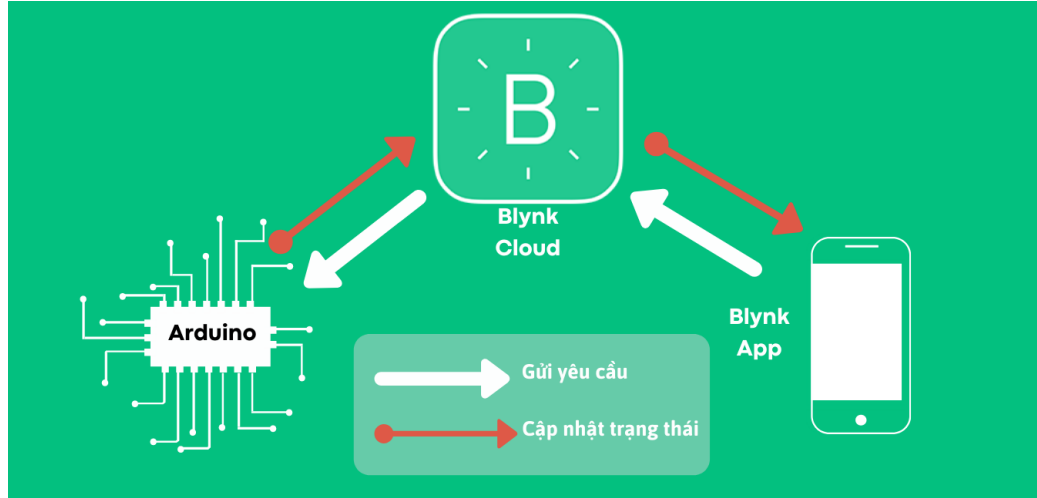 B
Blynk
Cloud
Arduino
Blynk
App
Gửi yêu cầu
Cập nhật trạng thái